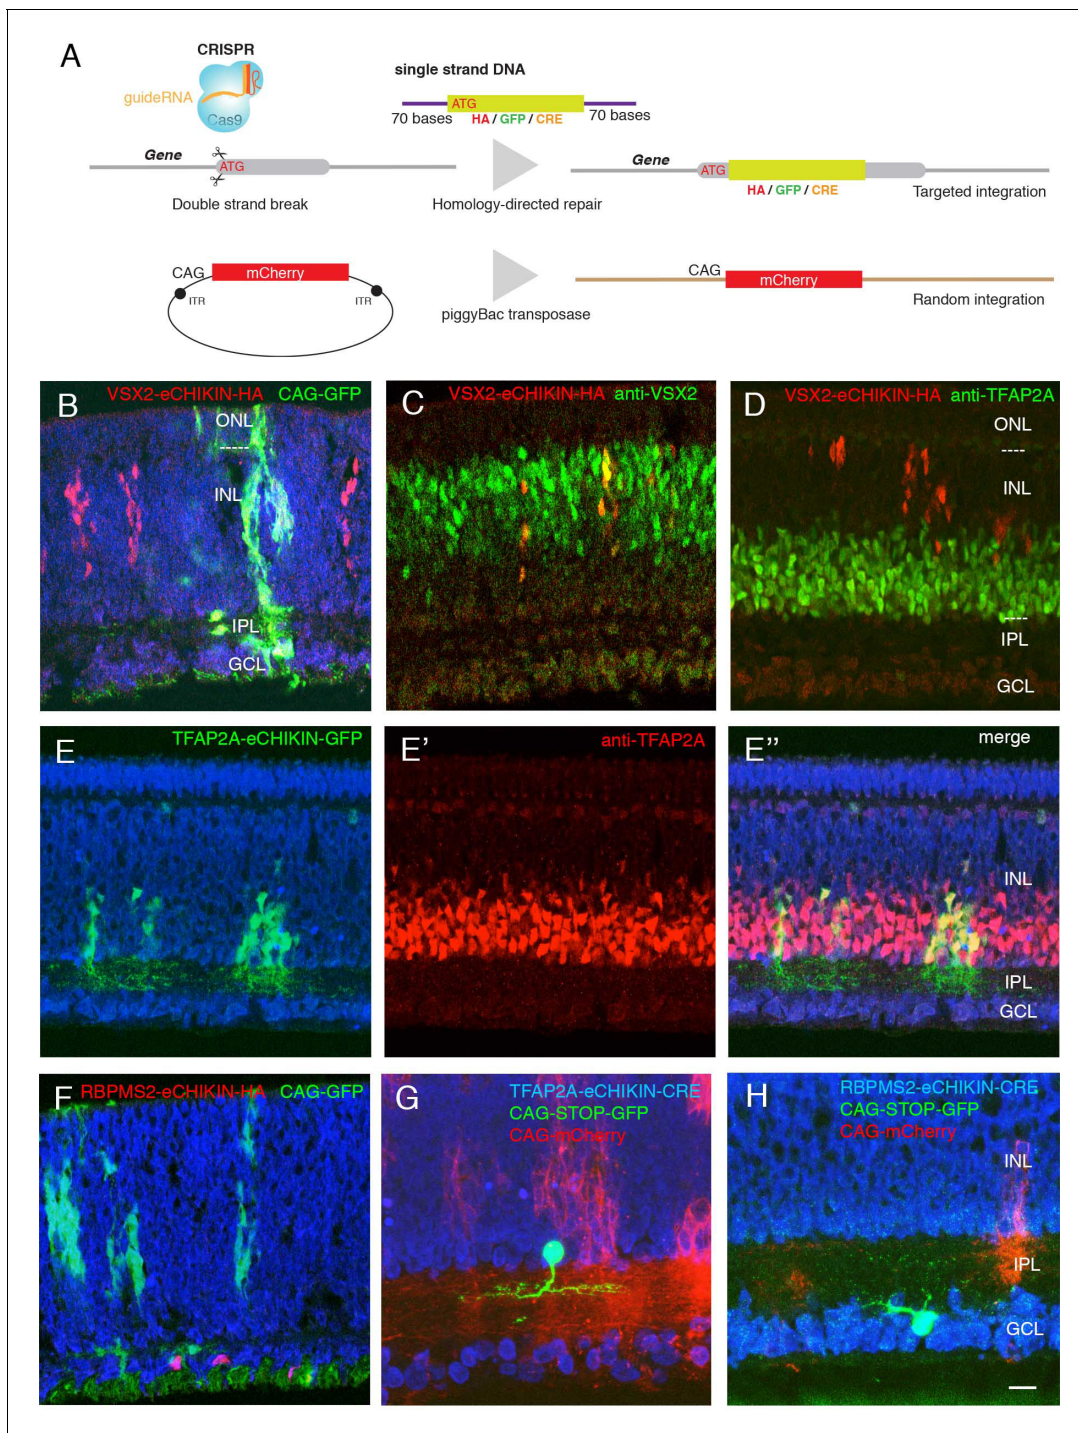 A
CRISPR
guideRNA
Cas9
single strand DNA
ATG
70 bases
HA / GFP / CRE
70 bases
Gene
ATG
Double strand break
Homology-directed repair
Gene
ATG
HA / GFP / CRE
Targeted integration
CAG
mCherry
ITR
ITR
piggyBac transposase
CAG
mCherry
Random integration
B
VSX2-eCHIKIN-HA CAG-GFP
ONL
INL
IPL
GCL
C
VSX2-eCHIKIN-HA anti-VSX2
D
VSX2-eCHIKIN-HA anti-TFAP2A
ONL
INL
IPL
GCL
E
TFAP2A-eCHIKIN-GFP
E’
anti-TFAP2A
E”
merge
INL
IPL
GCL
F
RBPMS2-eCHIKIN-HA CAG-GFP
G
TFAP2A-eCHIKIN-CRE
CAG-STOP-GFP
CAG-mCherry
H
RBPMS2-eCHIKIN-CRE
CAG-STOP-GFP
CAG-mCherry
INL
IPL
GCL